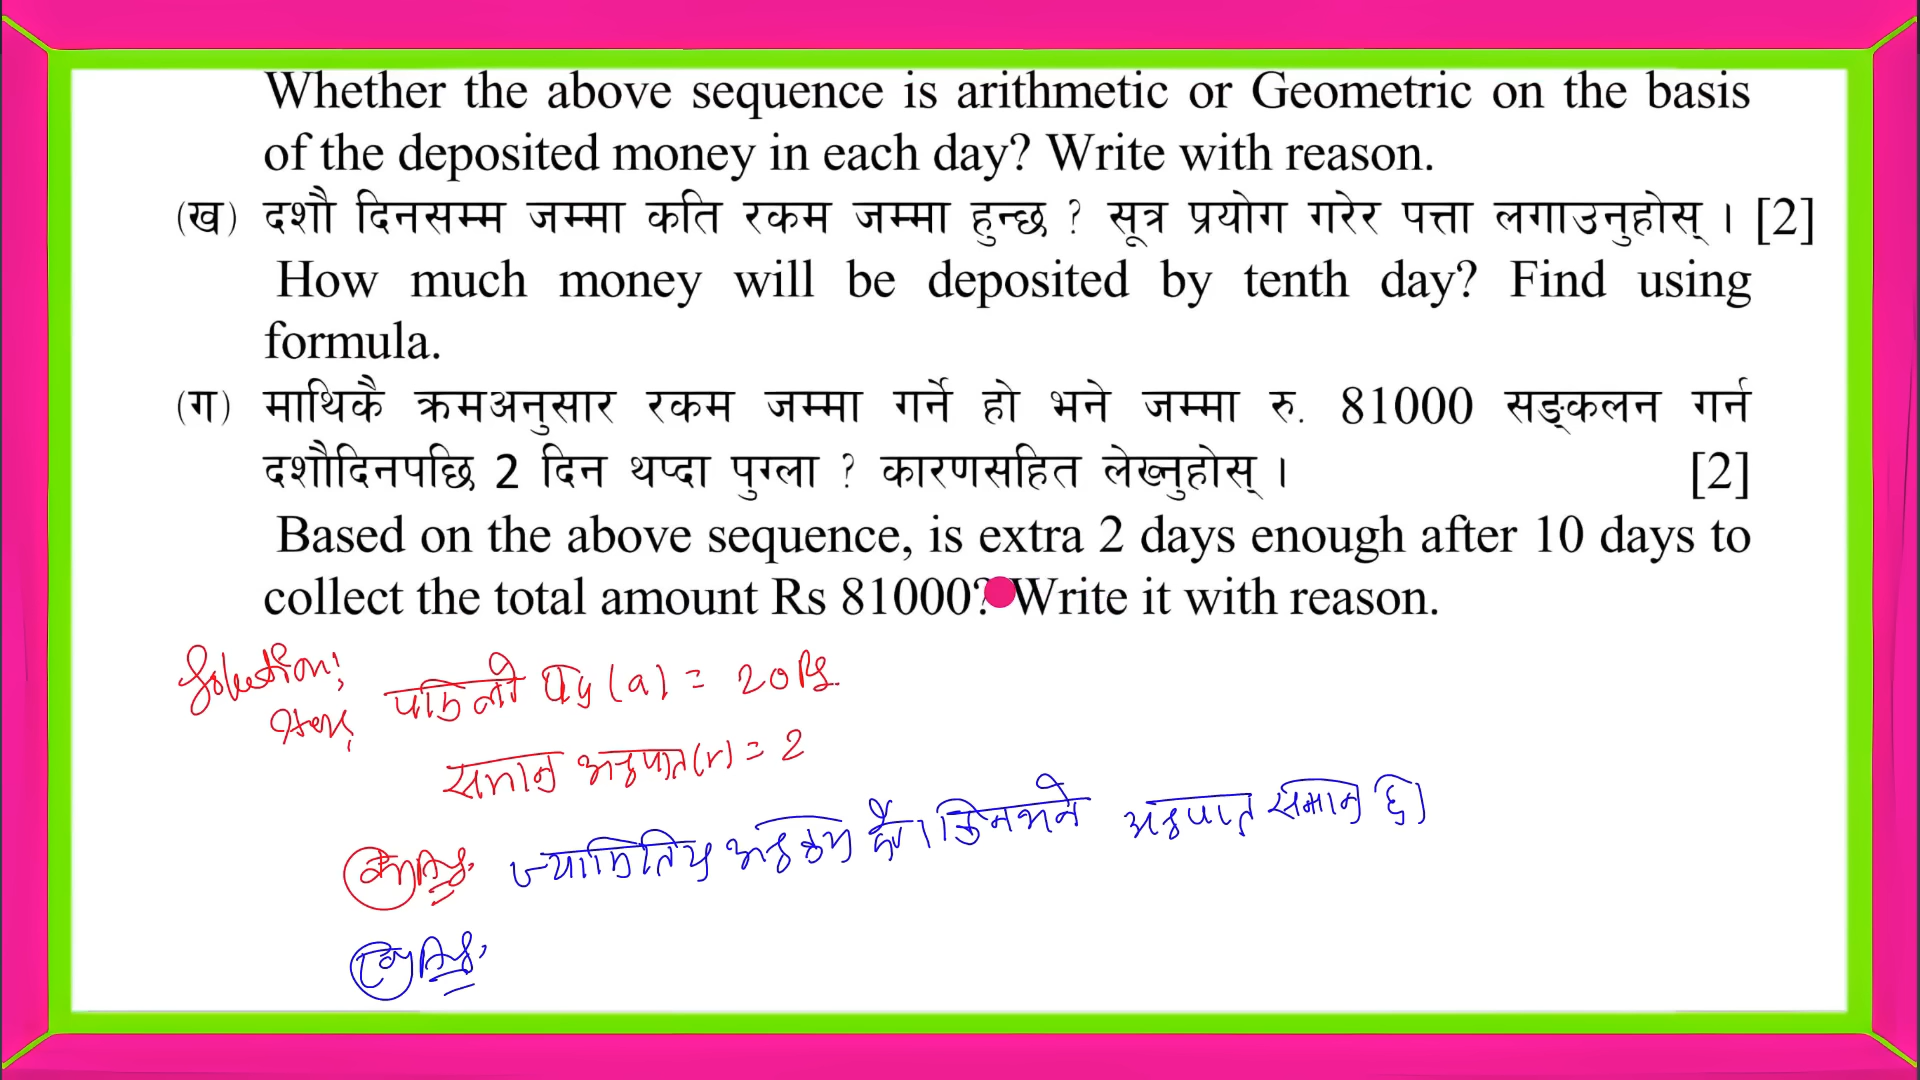 Whether the above sequence is arithmetic or Geometric on the basis
of the deposited money in each day? Write with reason.
(ख) दशौ दिनसम्म जम्मा कति रकम जम्मा हुन्छ ? सूत्र प्रयोग गरेर पत्ता लगाउनुहोस् । [2]
How much money will be deposited by tenth day? Find using
formula.
(ग) माथिकै क्रमअनुसार रकम जम्मा गर्ने हो भने जम्मा रु. 81000 सङ्कलन गर्न
दशौदिनपछि 2 दिन थप्दा पुग्ला ? कारणसहित लेख्नुहोस् । [2]
Based on the above sequence, is extra 2 days enough after 10 days to
collect the total amount Rs 81000? Write it with reason.
Solution;
पहिलो पद (a) = 20 Rs.
समान अनुपात (r) = 2
ज्यामितिय अनुक्रम हो । किनभने अनुपात समान छ ।